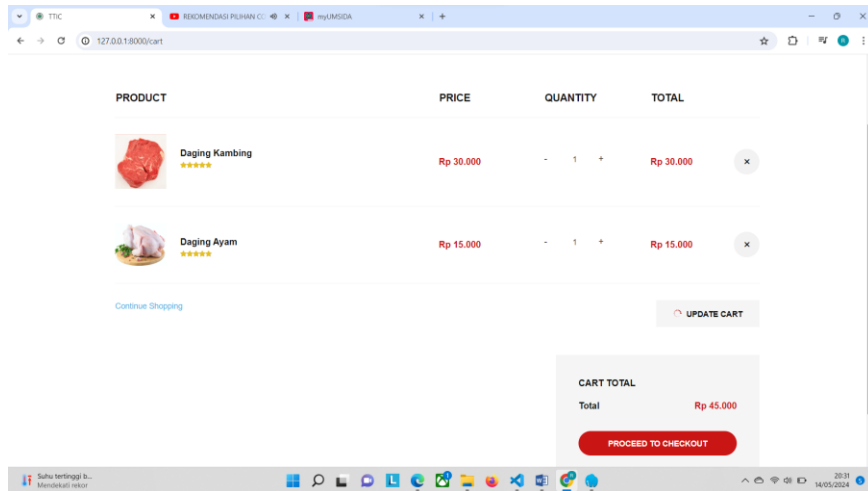 TTIC
REKOMENDASI PILIHAN CC
myUMSIDA
127.0.0.1:8000/cart
PRODUCT PRICE QUANTITY TOTAL
Daging Kambing
Rp 30.000 - 1 + Rp 30.000 ×
Daging Ayam
Rp 15.000 - 1 + Rp 15.000 ×
Continue Shopping
UPDATE CART
CART TOTAL
Total Rp 45.000
PROCEED TO CHECKOUT
Suhu tertinggi b...
Mendekati rekor
20:31
14/05/2024